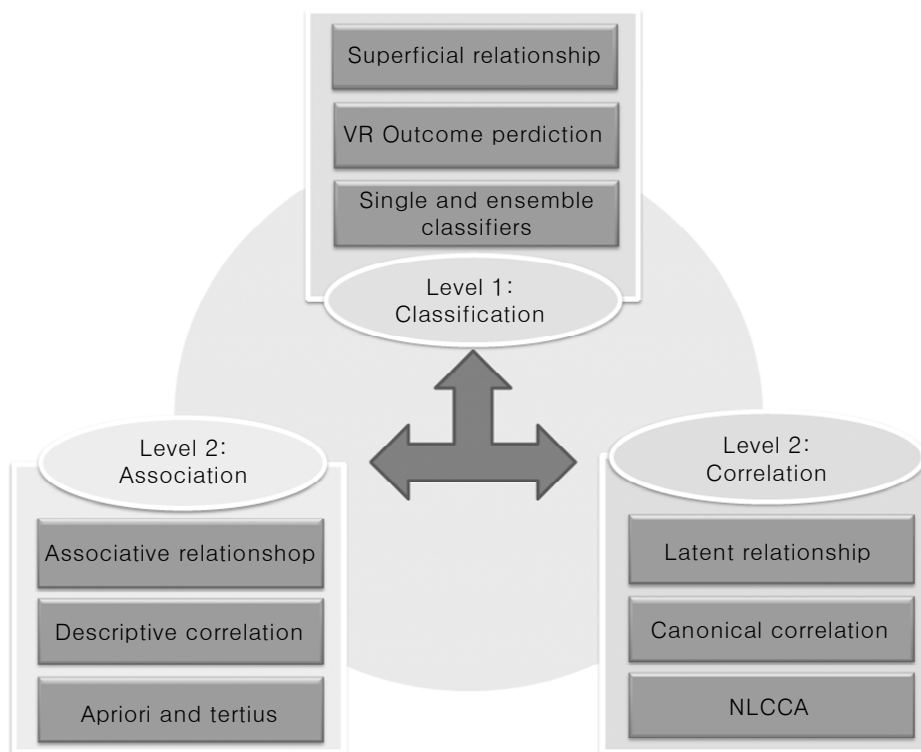 Superficial relationship
VR Outcome perdiction
Single and ensemble
classifiers
Level 1:
Classification
Level 2:
Association
Associative relationshop
Descriptive correlation
Apriori and tertius
Level 2:
Correlation
Latent relationship
Canonical correlation
NLCCA